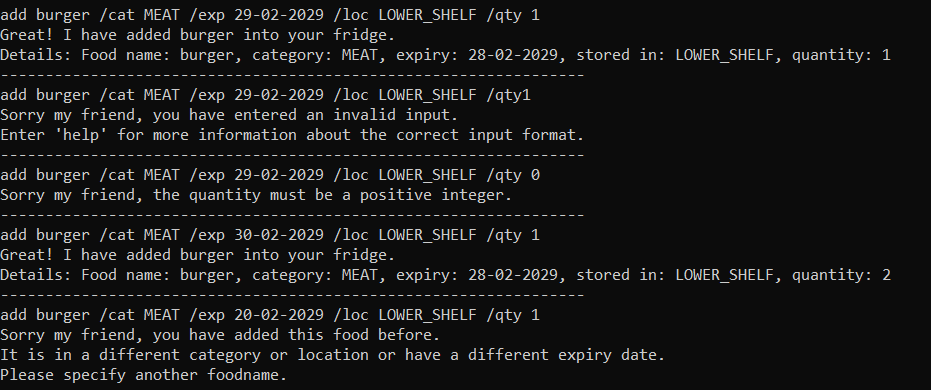 add burger /cat MEAT /exp 29-02-2029 /loc LOWER_SHELF /qty 1
Great! I have added burger into your fridge.
Details: Food name: burger, category: MEAT, expiry: 28-02-2029, stored in: LOWER_SHELF, quantity: 1
-----------------------------------------------------------------
add burger /cat MEAT /exp 29-02-2029 /loc LOWER_SHELF /qty1
Sorry my friend, you have entered an invalid input.
Enter 'help' for more information about the correct input format.
-----------------------------------------------------------------
add burger /cat MEAT /exp 29-02-2029 /loc LOWER_SHELF /qty 0
Sorry my friend, the quantity must be a positive integer.
-----------------------------------------------------------------
add burger /cat MEAT /exp 30-02-2029 /loc LOWER_SHELF /qty 1
Great! I have added burger into your fridge.
Details: Food name: burger, category: MEAT, expiry: 28-02-2029, stored in: LOWER_SHELF, quantity: 2
-----------------------------------------------------------------
add burger /cat MEAT /exp 20-02-2029 /loc LOWER_SHELF /qty 1
Sorry my friend, you have added this food before.
It is in a different category or location or have a different expiry date.
Please specify another foodname.